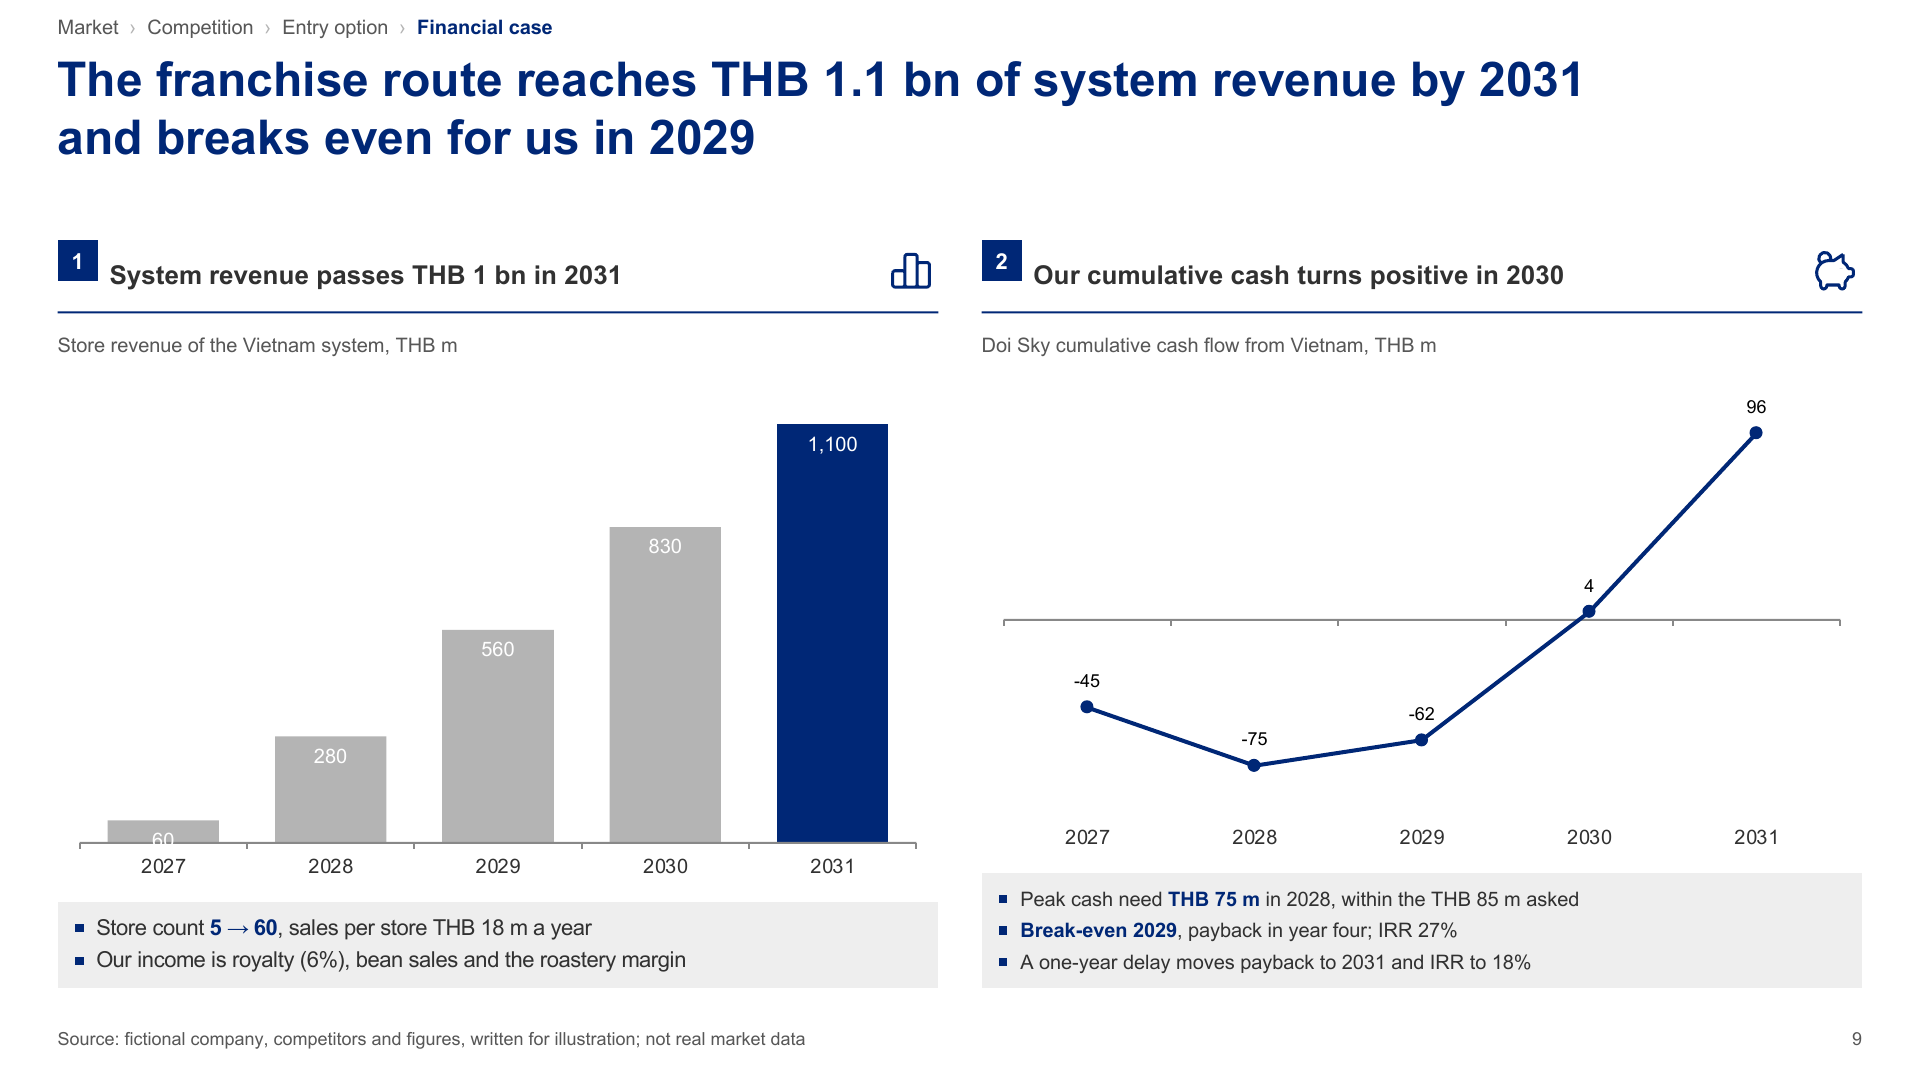 Market › Competition › Entry option › Financial case
The franchise route reaches THB 1.1 bn of system revenue by 2031
and breaks even for us in 2029
1 System revenue passes THB 1 bn in 2031
Store revenue of the Vietnam system, THB m
1,100
830
560
280
60
2027 2028 2029 2030 2031
▪ Store count 5 → 60, sales per store THB 18 m a year
▪ Our income is royalty (6%), bean sales and the roastery margin
2 Our cumulative cash turns positive in 2030
Doi Sky cumulative cash flow from Vietnam, THB m
96
4
-45
-62
-75
2027 2028 2029 2030 2031
▪ Peak cash need THB 75 m in 2028, within the THB 85 m asked
▪ Break-even 2029, payback in year four; IRR 27%
▪ A one-year delay moves payback to 2031 and IRR to 18%
Source: fictional company, competitors and figures, written for illustration; not real market data
9